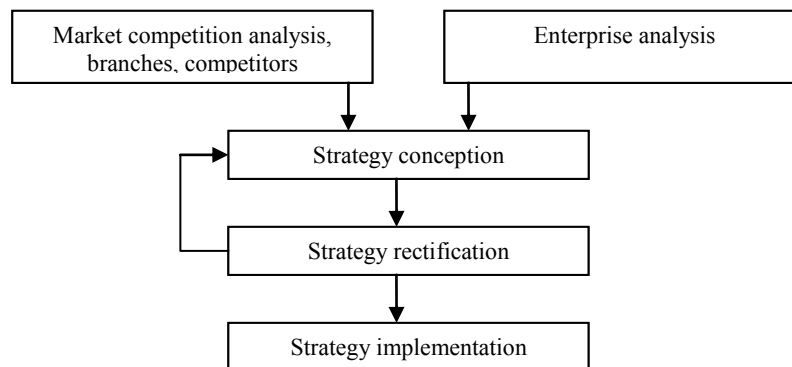 Market competition analysis,
branches, competitors
Enterprise analysis
Strategy conception
Strategy rectification
Strategy implementation